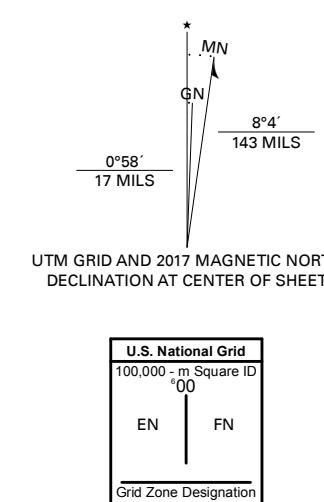 ★
MN
GN
8°4´
143 MILS
0°58´
17 MILS
UTM GRID AND 2017 MAGNETIC NORT
DECLINATION AT CENTER OF SHEET
U.S. National Grid
100,000 - m Square ID
⁶00
EN FN
Grid Zone Designation